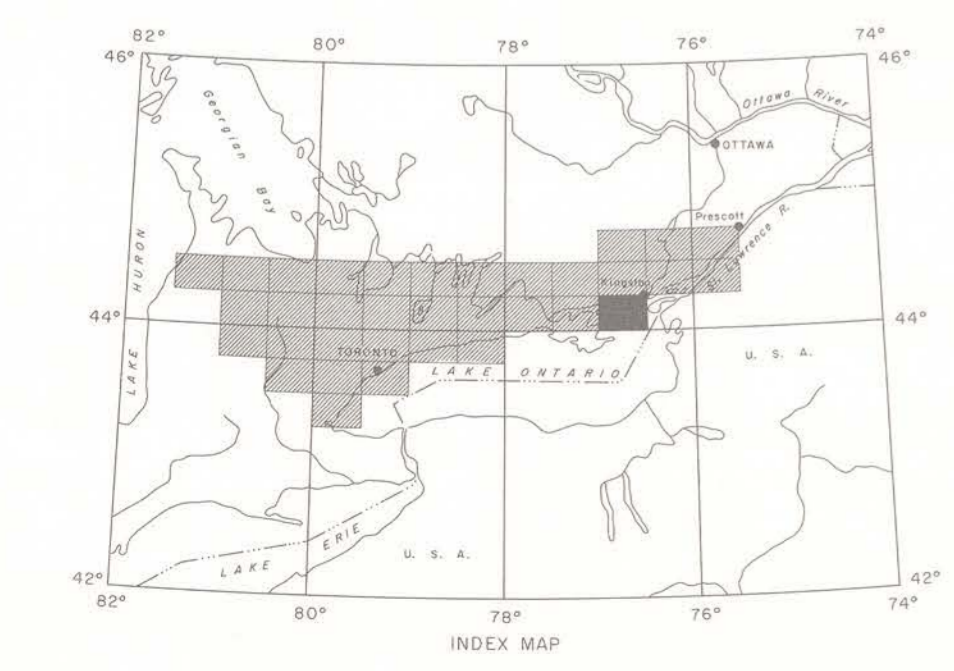 82°
80°
78°
76°
74°
46°
46°
Georgian Bay
Ottawa River
OTTAWA
Prescott
St. Lawrence R.
LAKE HURON
Kingston
44°
44°
TORONTO
LAKE ONTARIO
U. S. A.
LAKE ERIE
U. S. A.
42°
42°
82°
80°
78°
76°
74°
INDEX MAP